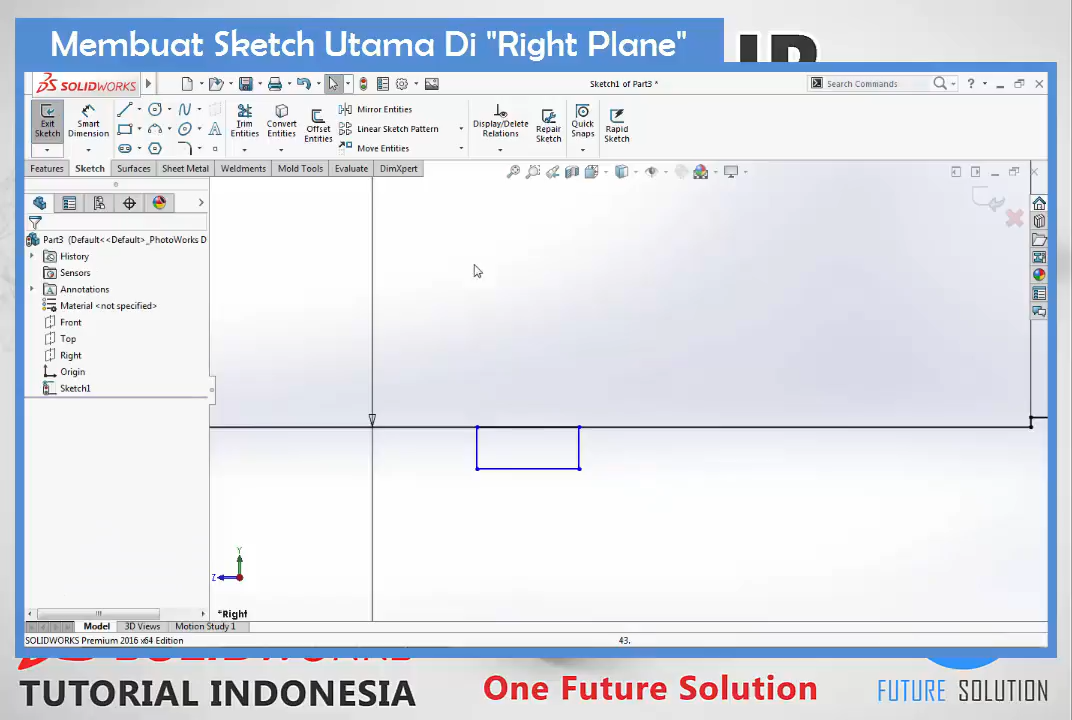 Membuat Sketch Utama Di "Right Plane"
SOLIDWORKS
Sketch1 of Part3 *
Search Commands
Exit Sketch
Smart Dimension
Trim Entities
Convert Entities
Offset Entities
Mirror Entities
Linear Sketch Pattern
Move Entities
Display/Delete Relations
Repair Sketch
Quick Snaps
Rapid Sketch
Features
Sketch
Surfaces
Sheet Metal
Weldments
Mold Tools
Evaluate
DimXpert
Part3 (Default<<Default>_PhotoWorks D
History
Sensors
Annotations
Material <not specified>
Front
Top
Right
Origin
Sketch1
Y
Z
*Right
Model
3D Views
Motion Study 1
SOLIDWORKS Premium 2016 x64 Edition
43.
TUTORIAL INDONESIA
One Future Solution
FUTURE SOLUTION